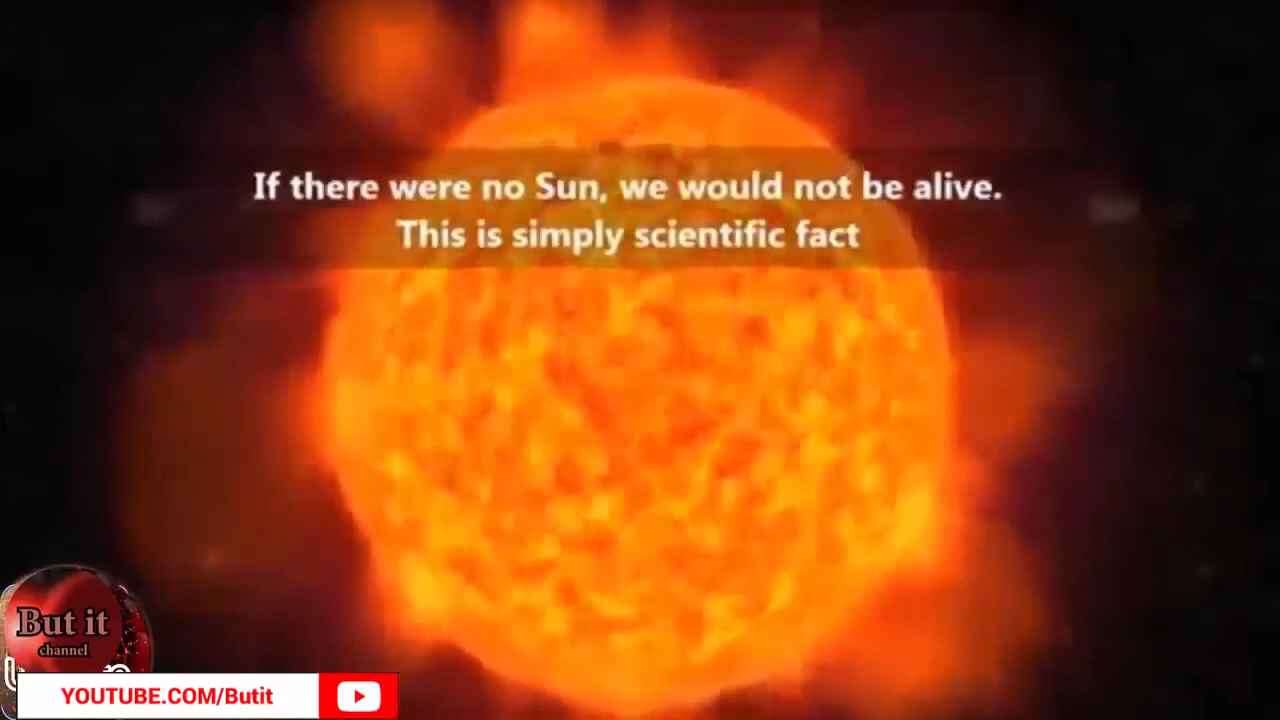 If there were no Sun, we would not be alive.
This is simply scientific fact
But it
channel
YOUTUBE.COM/Butit